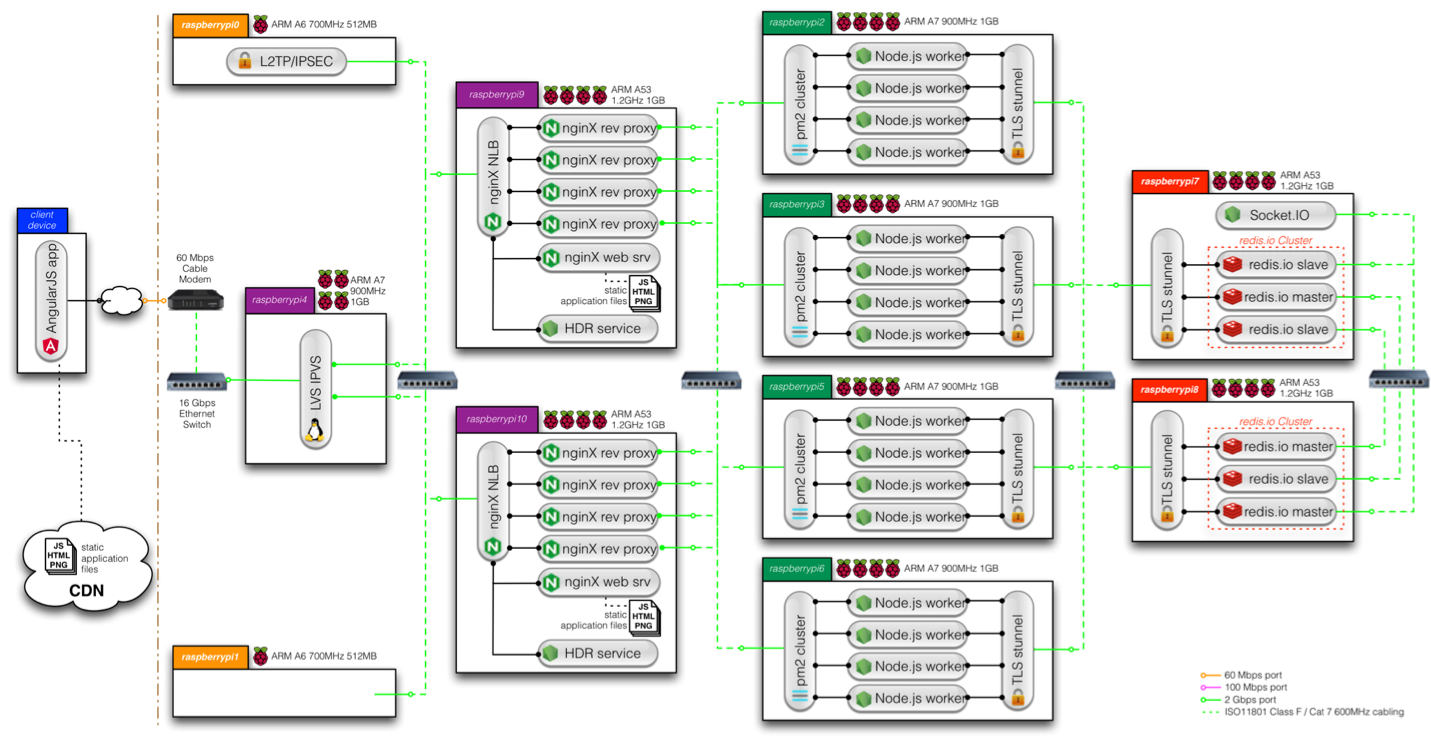 client
device
AngularJS app
JS
HTML
PNG
static
application
files
CDN
raspberrypi0
ARM A6 700MHz 512MB
L2TP/IPSEC
60 Mbps
Cable
Modem
16 Gbps
Ethernet
Switch
raspberrypi4
ARM A7
900MHz
1GB
LVS IPVS
raspberrypi1
ARM A6 700MHz 512MB
raspberrypi9
ARM A53
1.2GHz 1GB
nginX NLB
nginX rev proxy
nginX rev proxy
nginX rev proxy
nginX rev proxy
nginX web srv
static
application files
JS
HTML
PNG
HDR service
raspberrypi10
ARM A53
1.2GHz 1GB
nginX NLB
nginX rev proxy
nginX rev proxy
nginX rev proxy
nginX rev proxy
nginX web srv
static
application files
JS
HTML
PNG
HDR service
raspberrypi2
ARM A7 900MHz 1GB
pm2 cluster
Node.js worker
Node.js worker
Node.js worker
Node.js worker
TLS stunnel
raspberrypi3
ARM A7 900MHz 1GB
pm2 cluster
Node.js worker
Node.js worker
Node.js worker
Node.js worker
TLS stunnel
raspberrypi5
ARM A7 900MHz 1GB
pm2 cluster
Node.js worker
Node.js worker
Node.js worker
Node.js worker
TLS stunnel
raspberrypi6
ARM A7 900MHz 1GB
pm2 cluster
Node.js worker
Node.js worker
Node.js worker
Node.js worker
TLS stunnel
raspberrypi7
ARM A53
1.2GHz 1GB
Socket.IO
redis.io Cluster
TLS stunnel
redis.io slave
redis.io master
redis.io slave
raspberrypi8
ARM A53
1.2GHz 1GB
redis.io Cluster
TLS stunnel
redis.io master
redis.io slave
redis.io master
60 Mbps port
100 Mbps port
2 Gbps port
ISO11801 Class F / Cat 7 600MHz cabling